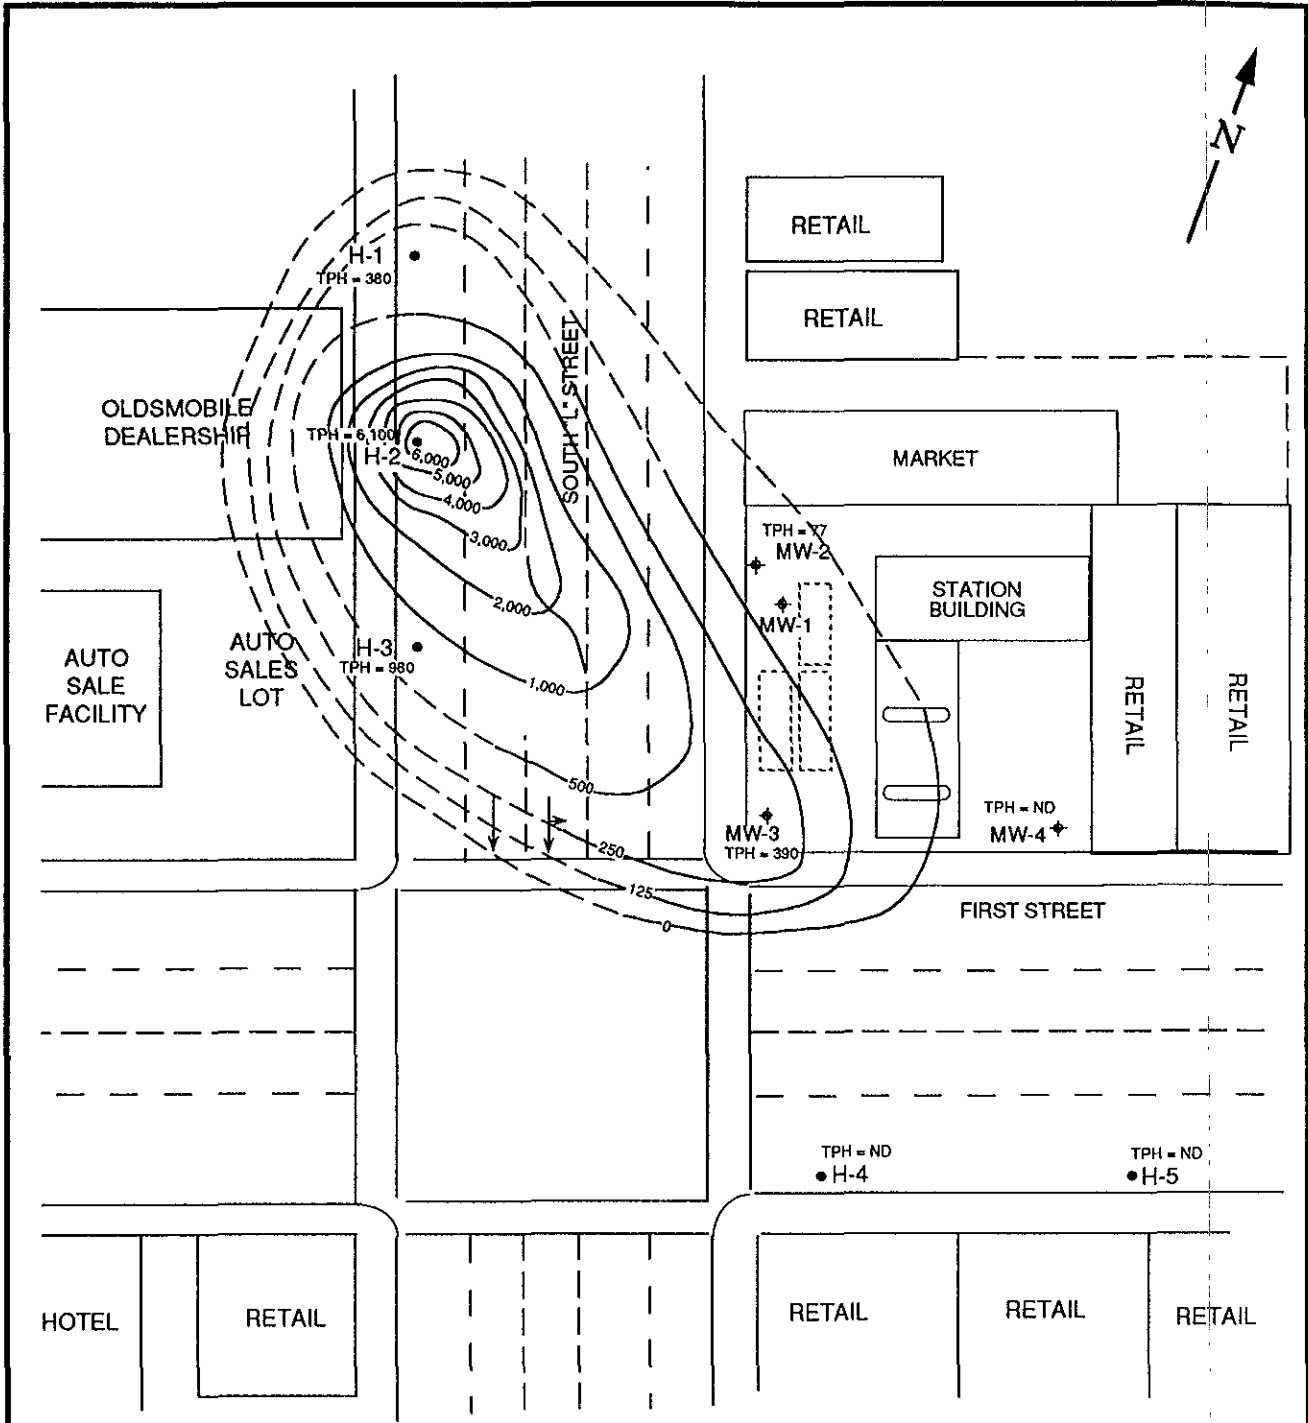 N
RETAIL
H-1
TPH = 380
RETAIL
SOUTH "L" STREET
OLDSMOBILE
DEALERSHIP
TPH = 6,100
H-2
6,000
5,000
4,000
3,000
2,000
1,000
500
250
125
0
MARKET
TPH = 77
MW-2
MW-1
STATION
BUILDING
AUTO
SALE
FACILITY
AUTO
SALES
LOT
H-3
TPH = 980
RETAIL
RETAIL
MW-3
TPH = 390
TPH = ND
MW-4
FIRST STREET
TPH = ND
H-4
TPH = ND
H-5
HOTEL
RETAIL
RETAIL
RETAIL
RETAIL